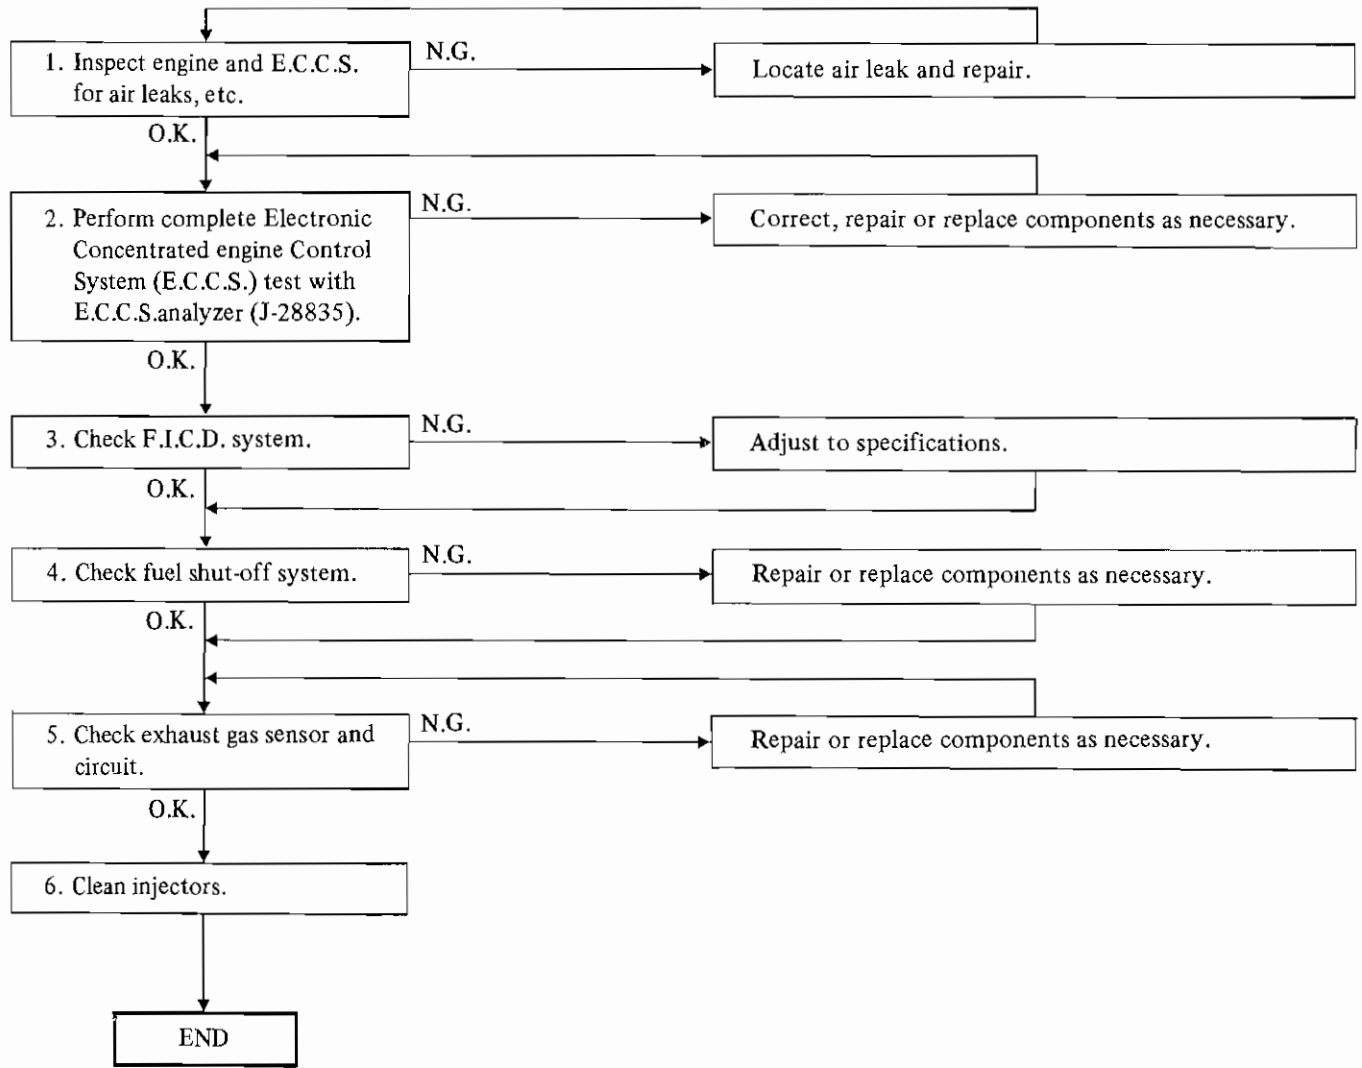 1. Inspect engine and E.C.C.S.
for air leaks, etc.
N.G.
Locate air leak and repair.
O.K.
2. Perform complete Electronic
Concentrated engine Control
System (E.C.C.S.) test with
E.C.C.S.analyzer (J-28835).
N.G.
Correct, repair or replace components as necessary.
O.K.
3. Check F.I.C.D. system.
N.G.
Adjust to specifications.
O.K.
4. Check fuel shut-off system.
N.G.
Repair or replace components as necessary.
O.K.
5. Check exhaust gas sensor and
circuit.
N.G.
Repair or replace components as necessary.
O.K.
6. Clean injectors.
END